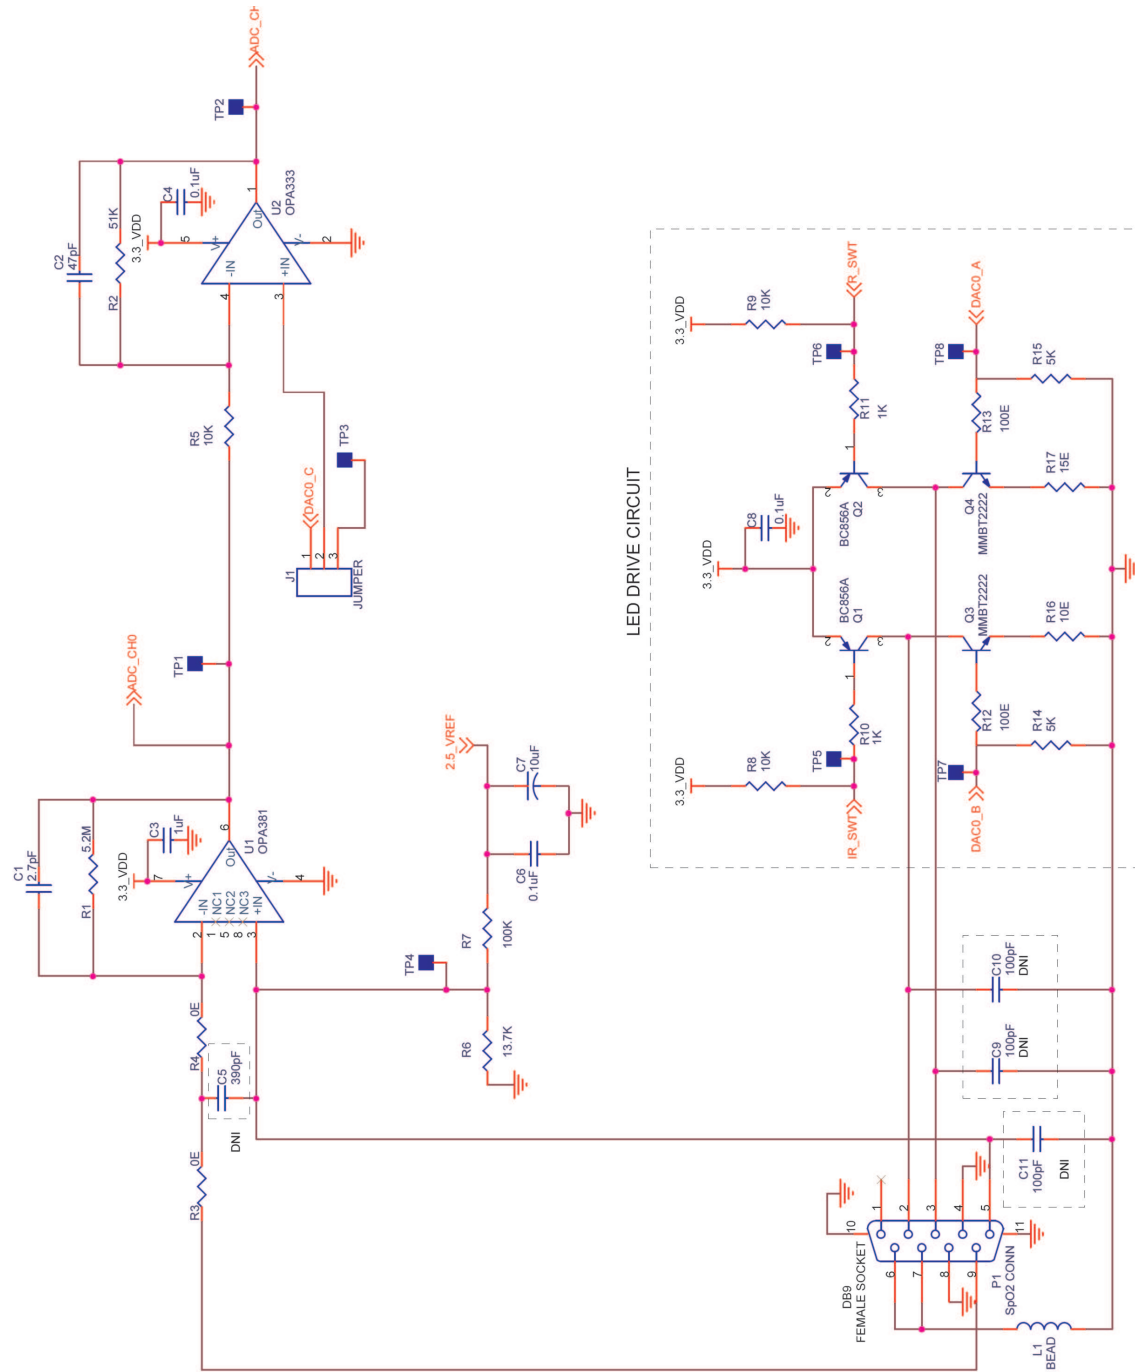 ADC_CH
TP2
C2
47pF
51K
R2
3.3_VDD
C4
0.1uF
5
V+
1
Out
U2
OPA333
-IN
4
+IN
3
V-
2
R5
10K
TP3
DAC0_C
J1
1
2
3
JUMPER
ADC_CH0
TP1
C1
2.7pF
5.2M
R1
3.3_VDD
C3
1uF
7
V+
6
Out
U1
OPA381
-IN
2
NC1
1
NC2
5
NC3
8
+IN
3
V-
4
2.5_VREF
C7
10uF
C6
0.1uF
R7
100K
TP4
R6
13.7K
0E
R4
C5
390pF
DNI
0E
R3
LED DRIVE CIRCUIT
3.3_VDD
R9
10K
R_SWT
TP6
R11
1K
1
2
3
BC856A
Q2
3.3_VDD
C8
0.1uF
BC856A
Q1
2
3
1
R10
1K
TP5
3.3_VDD
R8
10K
IR_SWT
DAC0_A
TP8
R15
5K
R13
100E
R17
15E
Q4
MMBT2222
Q3
MMBT2222
R16
10E
R12
100E
R14
5K
TP7
DAC0_B
C10
100pF
DNI
C9
100pF
DNI
C11
100pF
DNI
DB9
FEMALE SOCKET
10
1
2
3
4
5
11
6
7
8
9
P1
SpO2 CONN
L1
BEAD